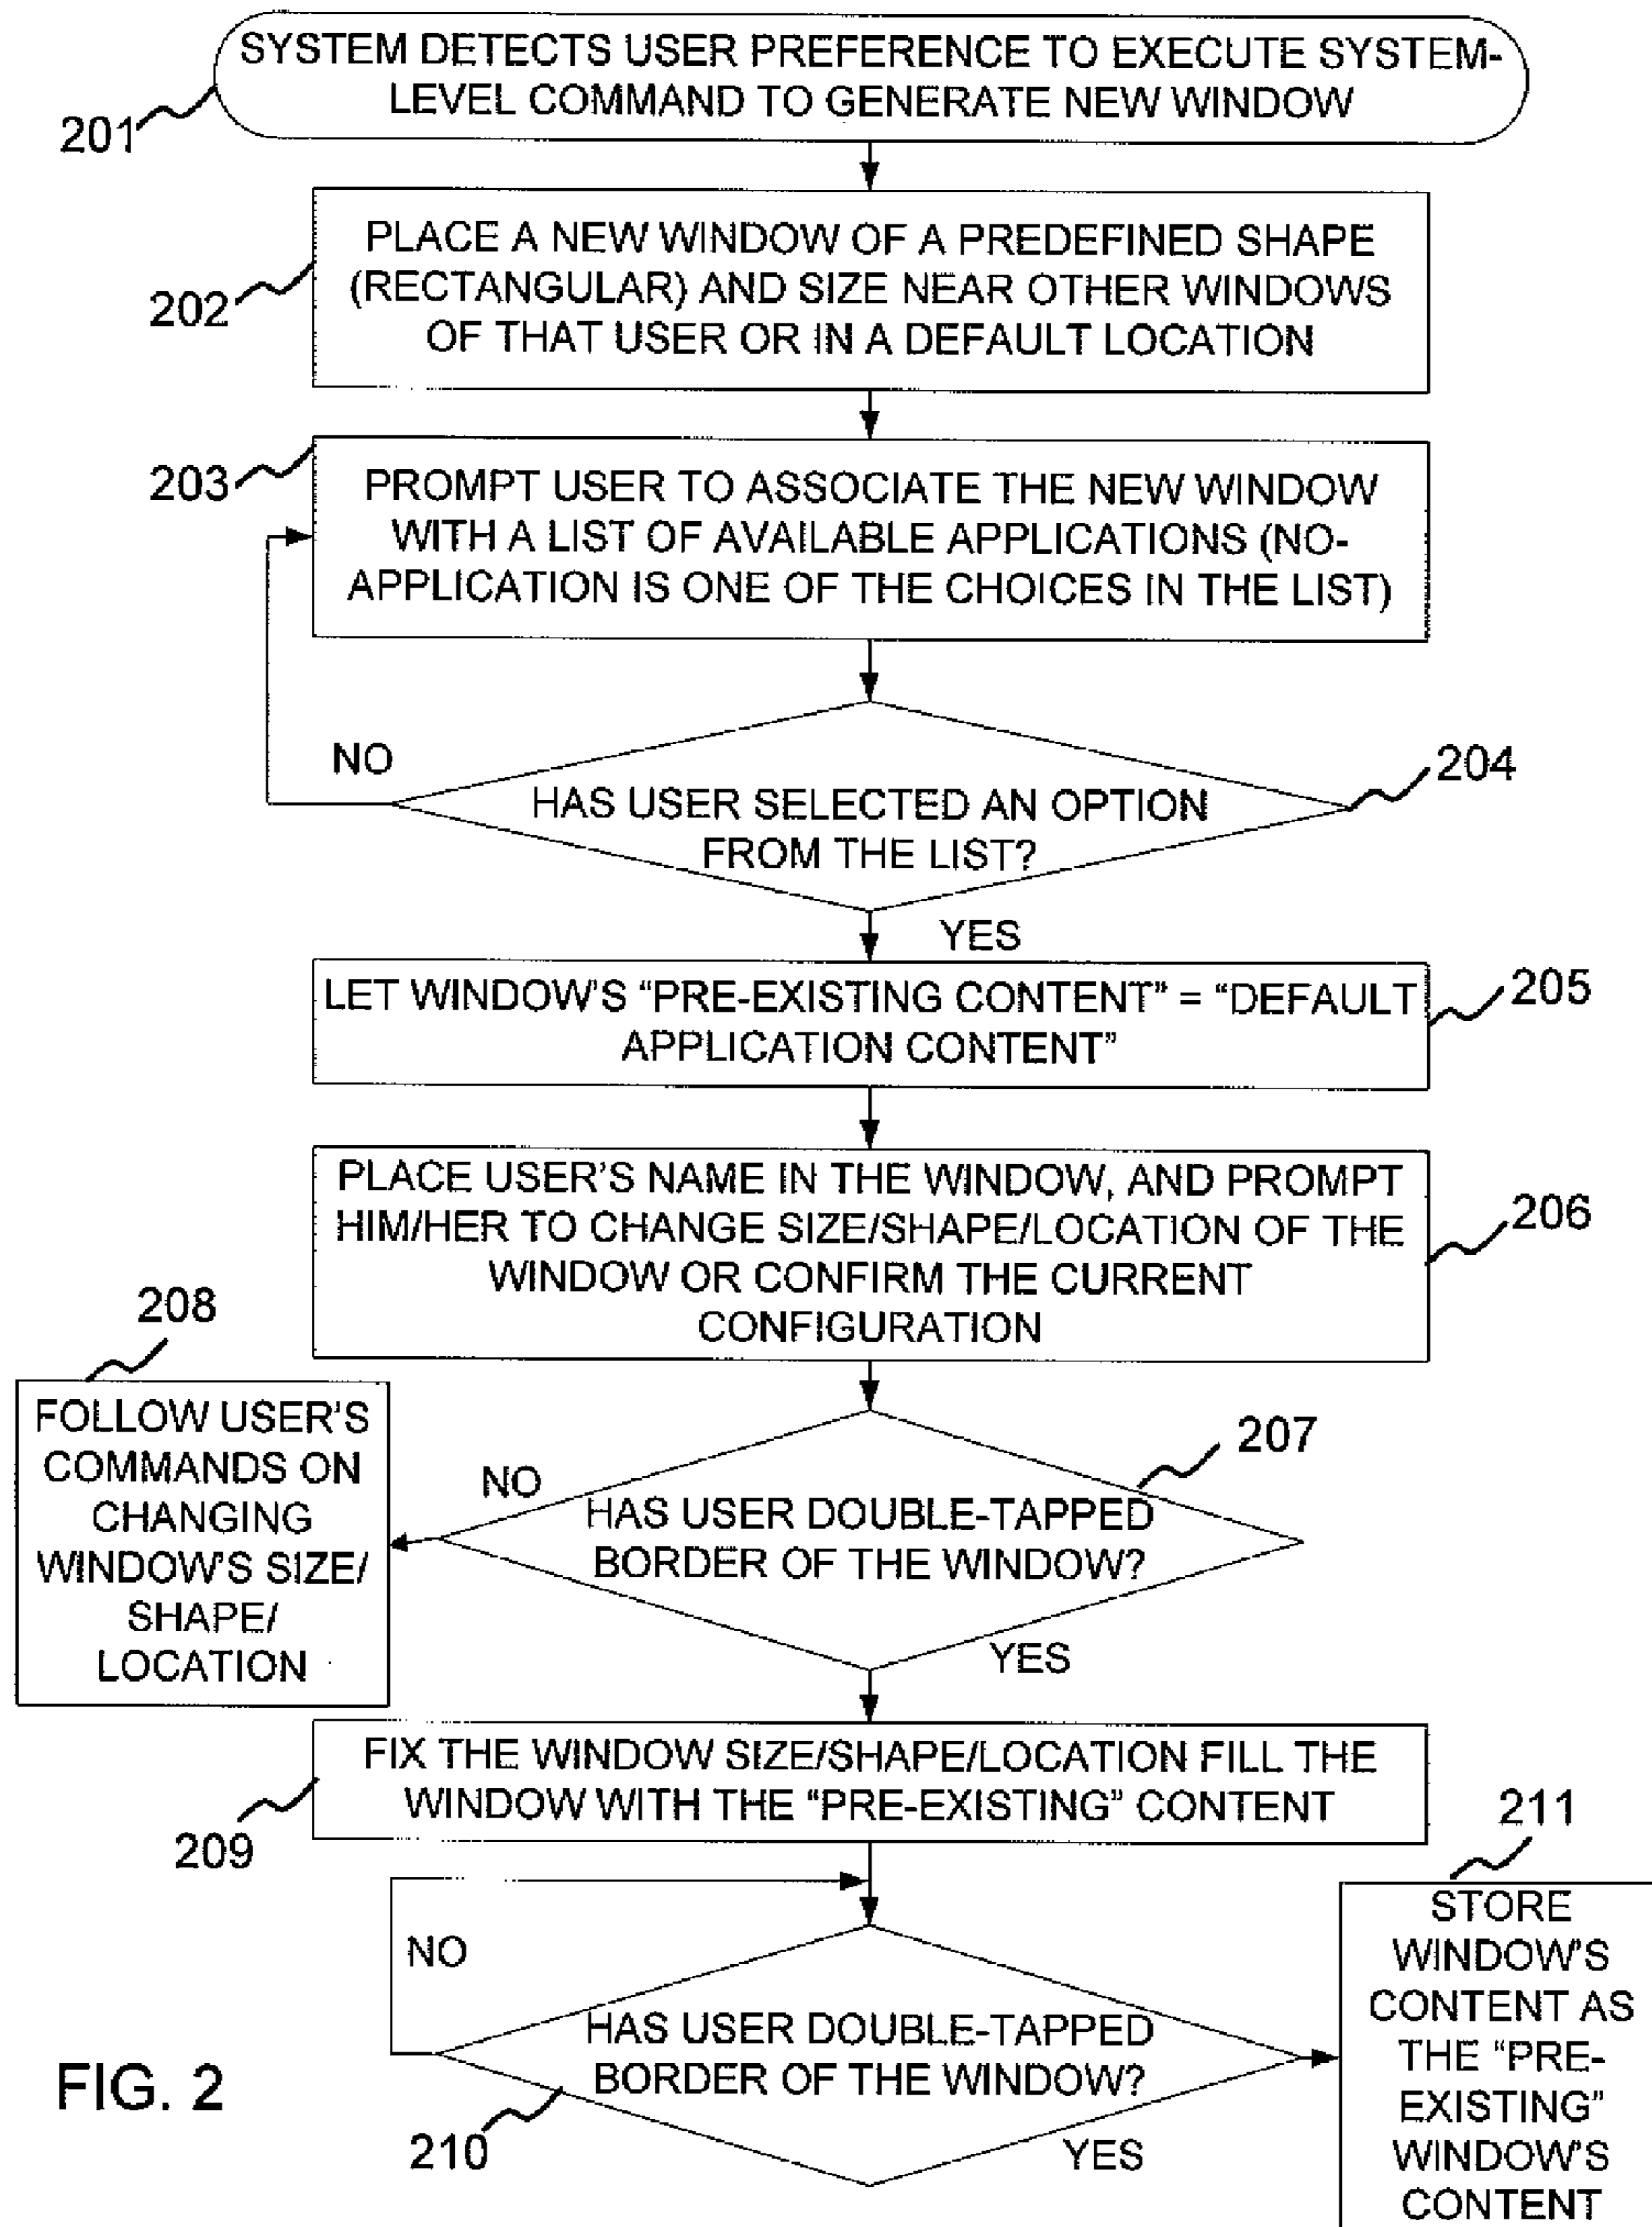 SYSTEM DETECTS USER PREFERENCE TO EXECUTE SYSTEM-
LEVEL COMMAND TO GENERATE NEW WINDOW
201
PLACE A NEW WINDOW OF A PREDEFINED SHAPE
(RECTANGULAR) AND SIZE NEAR OTHER WINDOWS
OF THAT USER OR IN A DEFAULT LOCATION
202
203
PROMPT USER TO ASSOCIATE THE NEW WINDOW
WITH A LIST OF AVAILABLE APPLICATIONS (NO-
APPLICATION IS ONE OF THE CHOICES IN THE LIST)
NO
204
HAS USER SELECTED AN OPTION
FROM THE LIST?
YES
LET WINDOW'S “PRE-EXISTING CONTENT” = “DEFAULT
APPLICATION CONTENT”
205
PLACE USER'S NAME IN THE WINDOW, AND PROMPT
HIM/HER TO CHANGE SIZE/SHAPE/LOCATION OF THE
WINDOW OR CONFIRM THE CURRENT
CONFIGURATION
206
208
FOLLOW USER'S
COMMANDS ON
CHANGING
WINDOW'S SIZE/
SHAPE/
LOCATION
NO
207
HAS USER DOUBLE-TAPPED
BORDER OF THE WINDOW?
YES
FIX THE WINDOW SIZE/SHAPE/LOCATION FILL THE
WINDOW WITH THE “PRE-EXISTING” CONTENT
209
211
NO
HAS USER DOUBLE-TAPPED
BORDER OF THE WINDOW?
210
YES
STORE
WINDOW'S
CONTENT AS
THE “PRE-
EXISTING”
WINDOW'S
CONTENT
FIG. 2